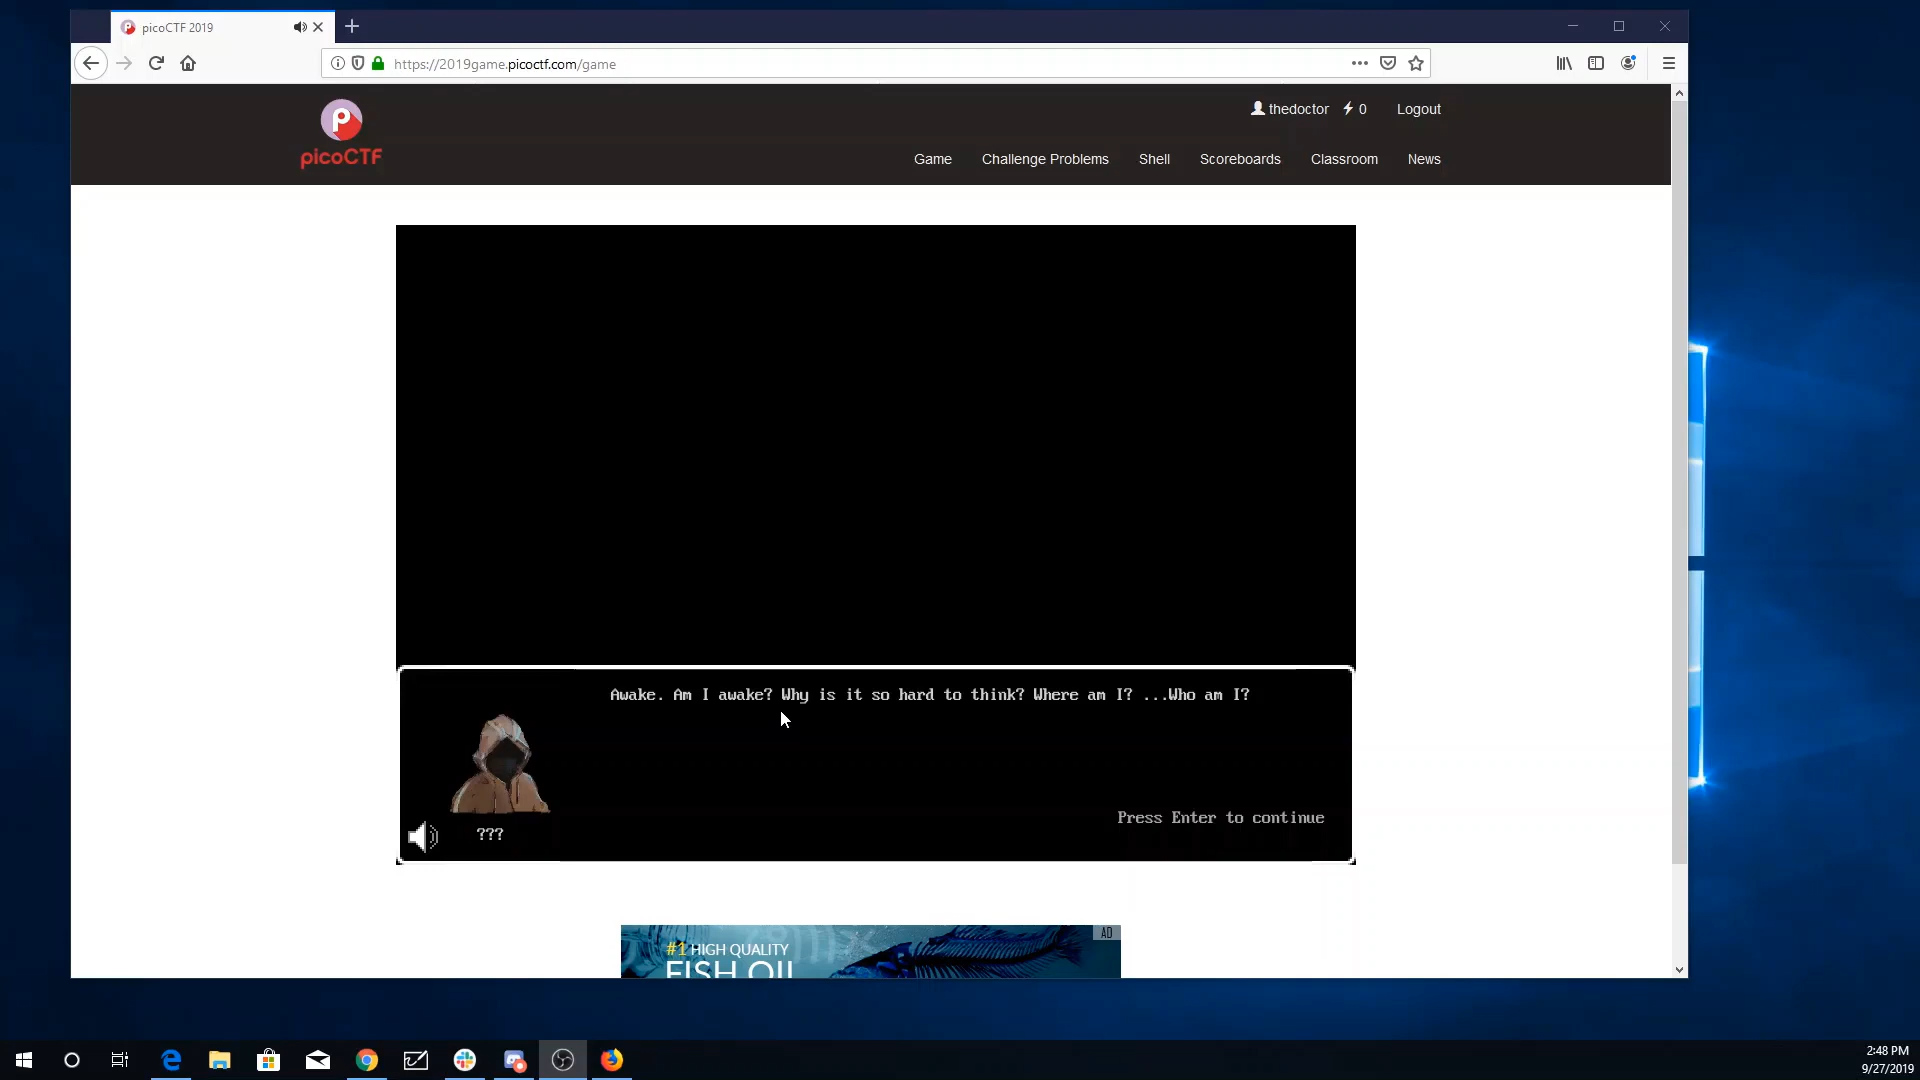 picoCTF 2019
https://2019game.picoctf.com/game
P
picoCTF
thedoctor 0 Logout
Game Challenge Problems Shell Scoreboards Classroom News
Awake. Am I awake? Why is it so hard to think? Where am I? ...Who am I?
Press Enter to continue
???
AD
#1 HIGH QUALITY
FISH OIL
2:48 PM
9/27/2019